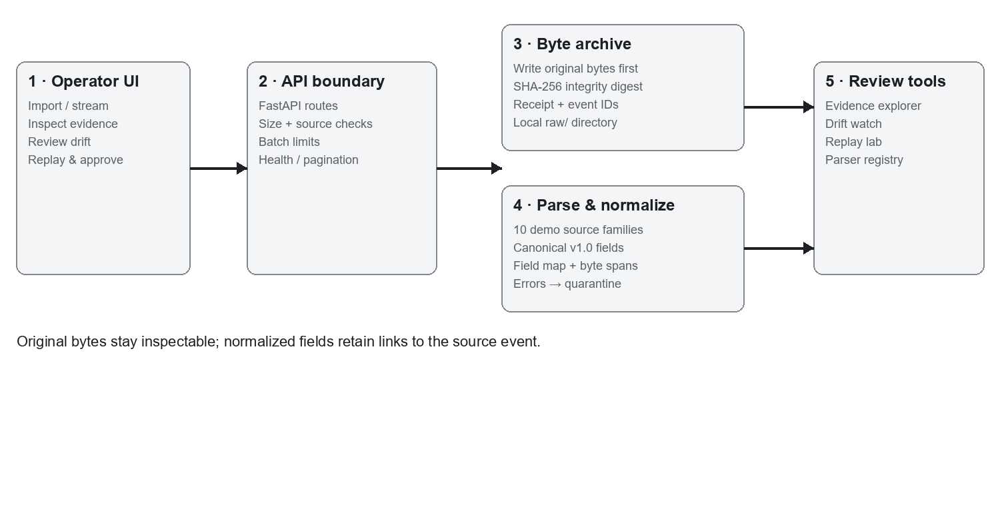 1 · Operator UI
Import / stream
Inspect evidence
Review drift
Replay & approve
2 · API boundary
FastAPI routes
Size + source checks
Batch limits
Health / pagination
3 · Byte archive
Write original bytes first
SHA-256 integrity digest
Receipt + event IDs
Local raw/ directory
4 · Parse & normalize
10 demo source families
Canonical v1.0 fields
Field map + byte spans
Errors → quarantine
5 · Review tools
Evidence explorer
Drift watch
Replay lab
Parser registry
Original bytes stay inspectable; normalized fields retain links to the source event.